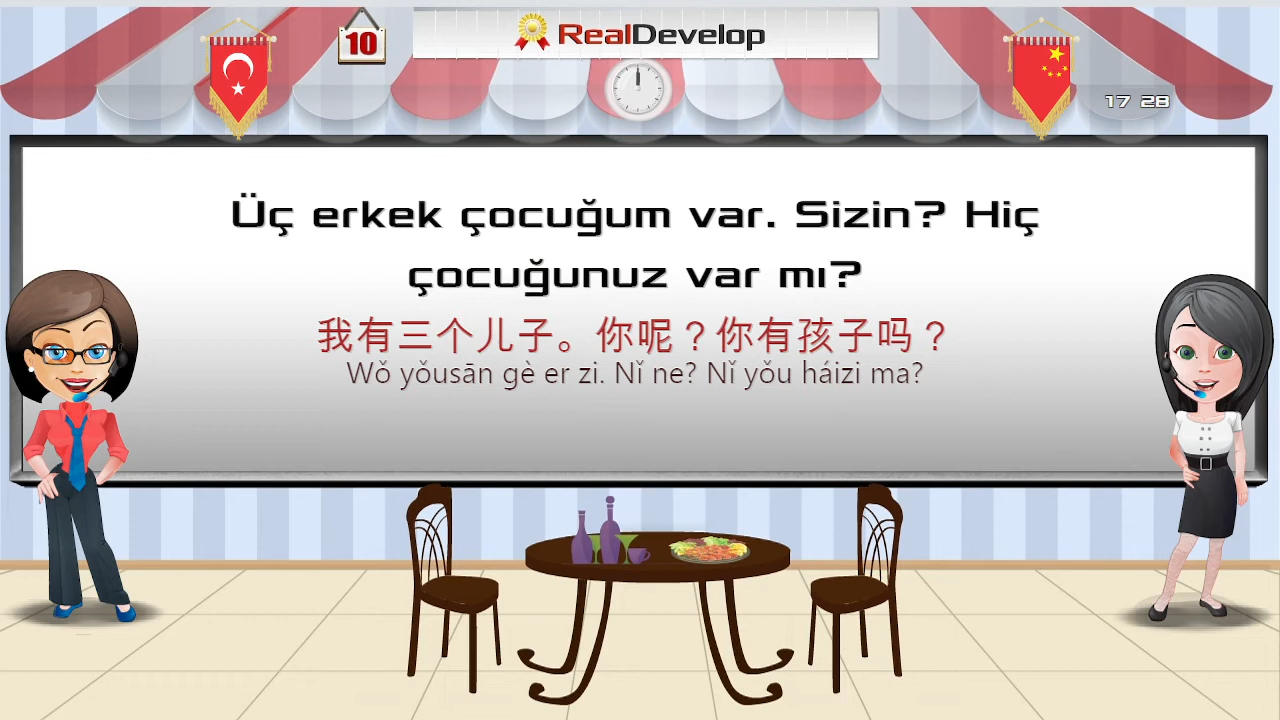 10
RealDevelop
17 28
Üç erkek çocuğum var. Sizin? Hiç
çocuğunuz var mı?
我有三个儿子。你呢？你有孩子吗？
Wǒ yǒusān gè er zi. Nǐ ne? Nǐ yǒu háizi ma?